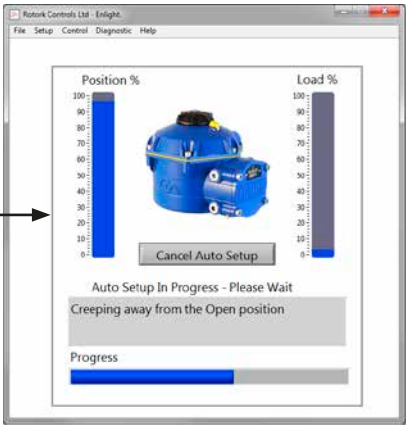 Rotork Controls Ltd - Enlight.
File Setup Control Diagnostic Help
Position % Load %
100 100
90 90
80 80
70 70
60 60
50 50
40 40
30 30
20 20
10 10
0 0
Cancel Auto Setup
Auto Setup In Progress - Please Wait
Creeping away from the Open position
Progress